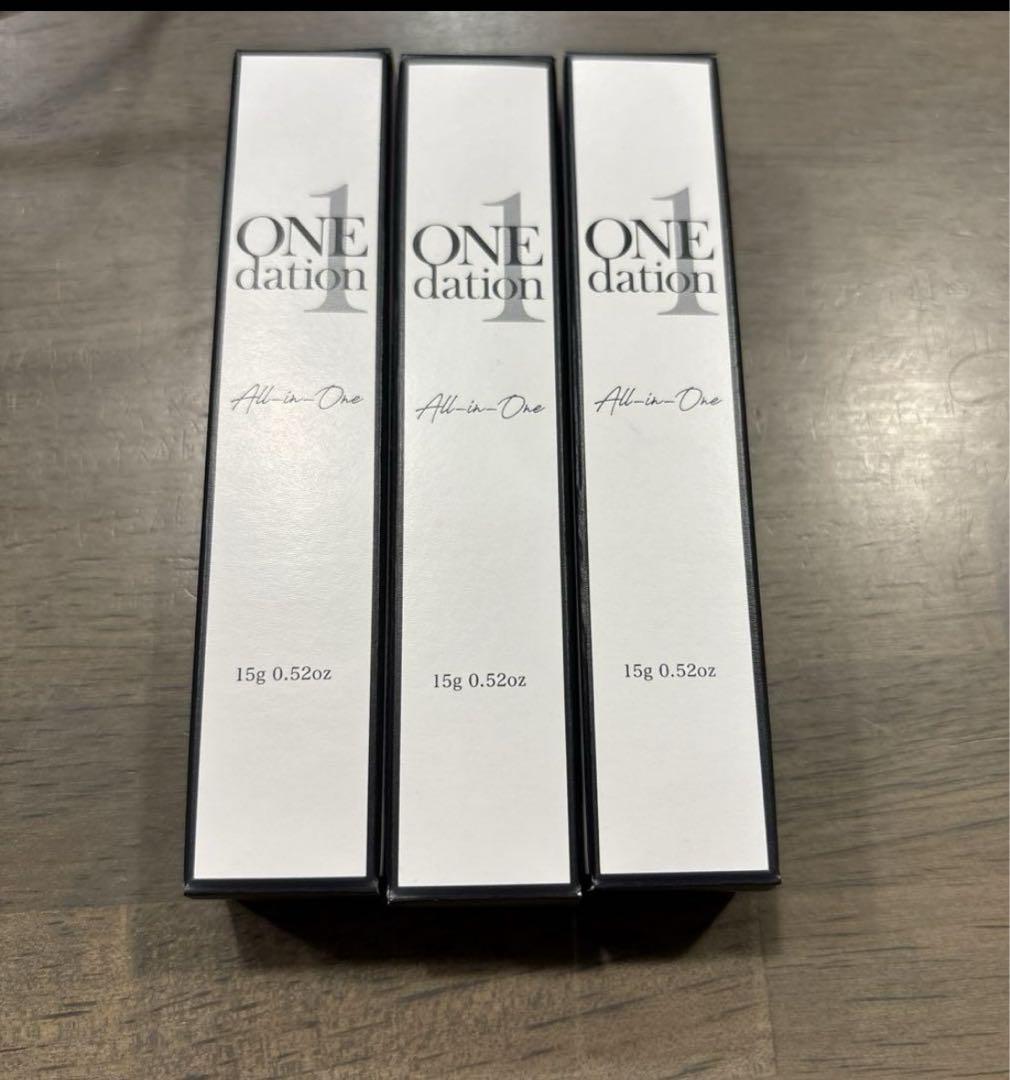 1
ONE
dation
All-in-One
15g 0.52oz
1
ONE
dation
All-in-One
15g 0.52oz
1
ONE
dation
All-in-One
15g 0.52oz